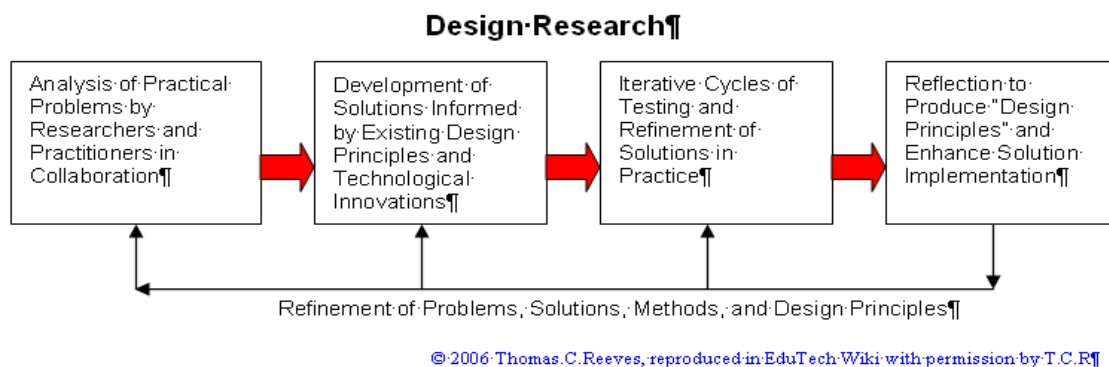 Design·Research¶
Analysis·of·Practical·
Problems·by·
Researchers·and·
Practitioners·in·
Collaboration¶
Development·of·
Solutions·Informed·
by·Existing·Design·
Principles·and·
Technological·
Innovations¶
Iterative·Cycles·of·
Testing·and·
Refinement·of·
Solutions·in·
Practice¶
Reflection·to·
Produce·"Design·
Principles"·and·
Enhance·Solution·
Implementation¶
Refinement·of·Problems,·Solutions,·Methods,·and·Design·Principles¶
©·2006·Thomas.C.Reeves,·reproduced·in·EduTech·Wiki·with·permission·by·T.C.R¶